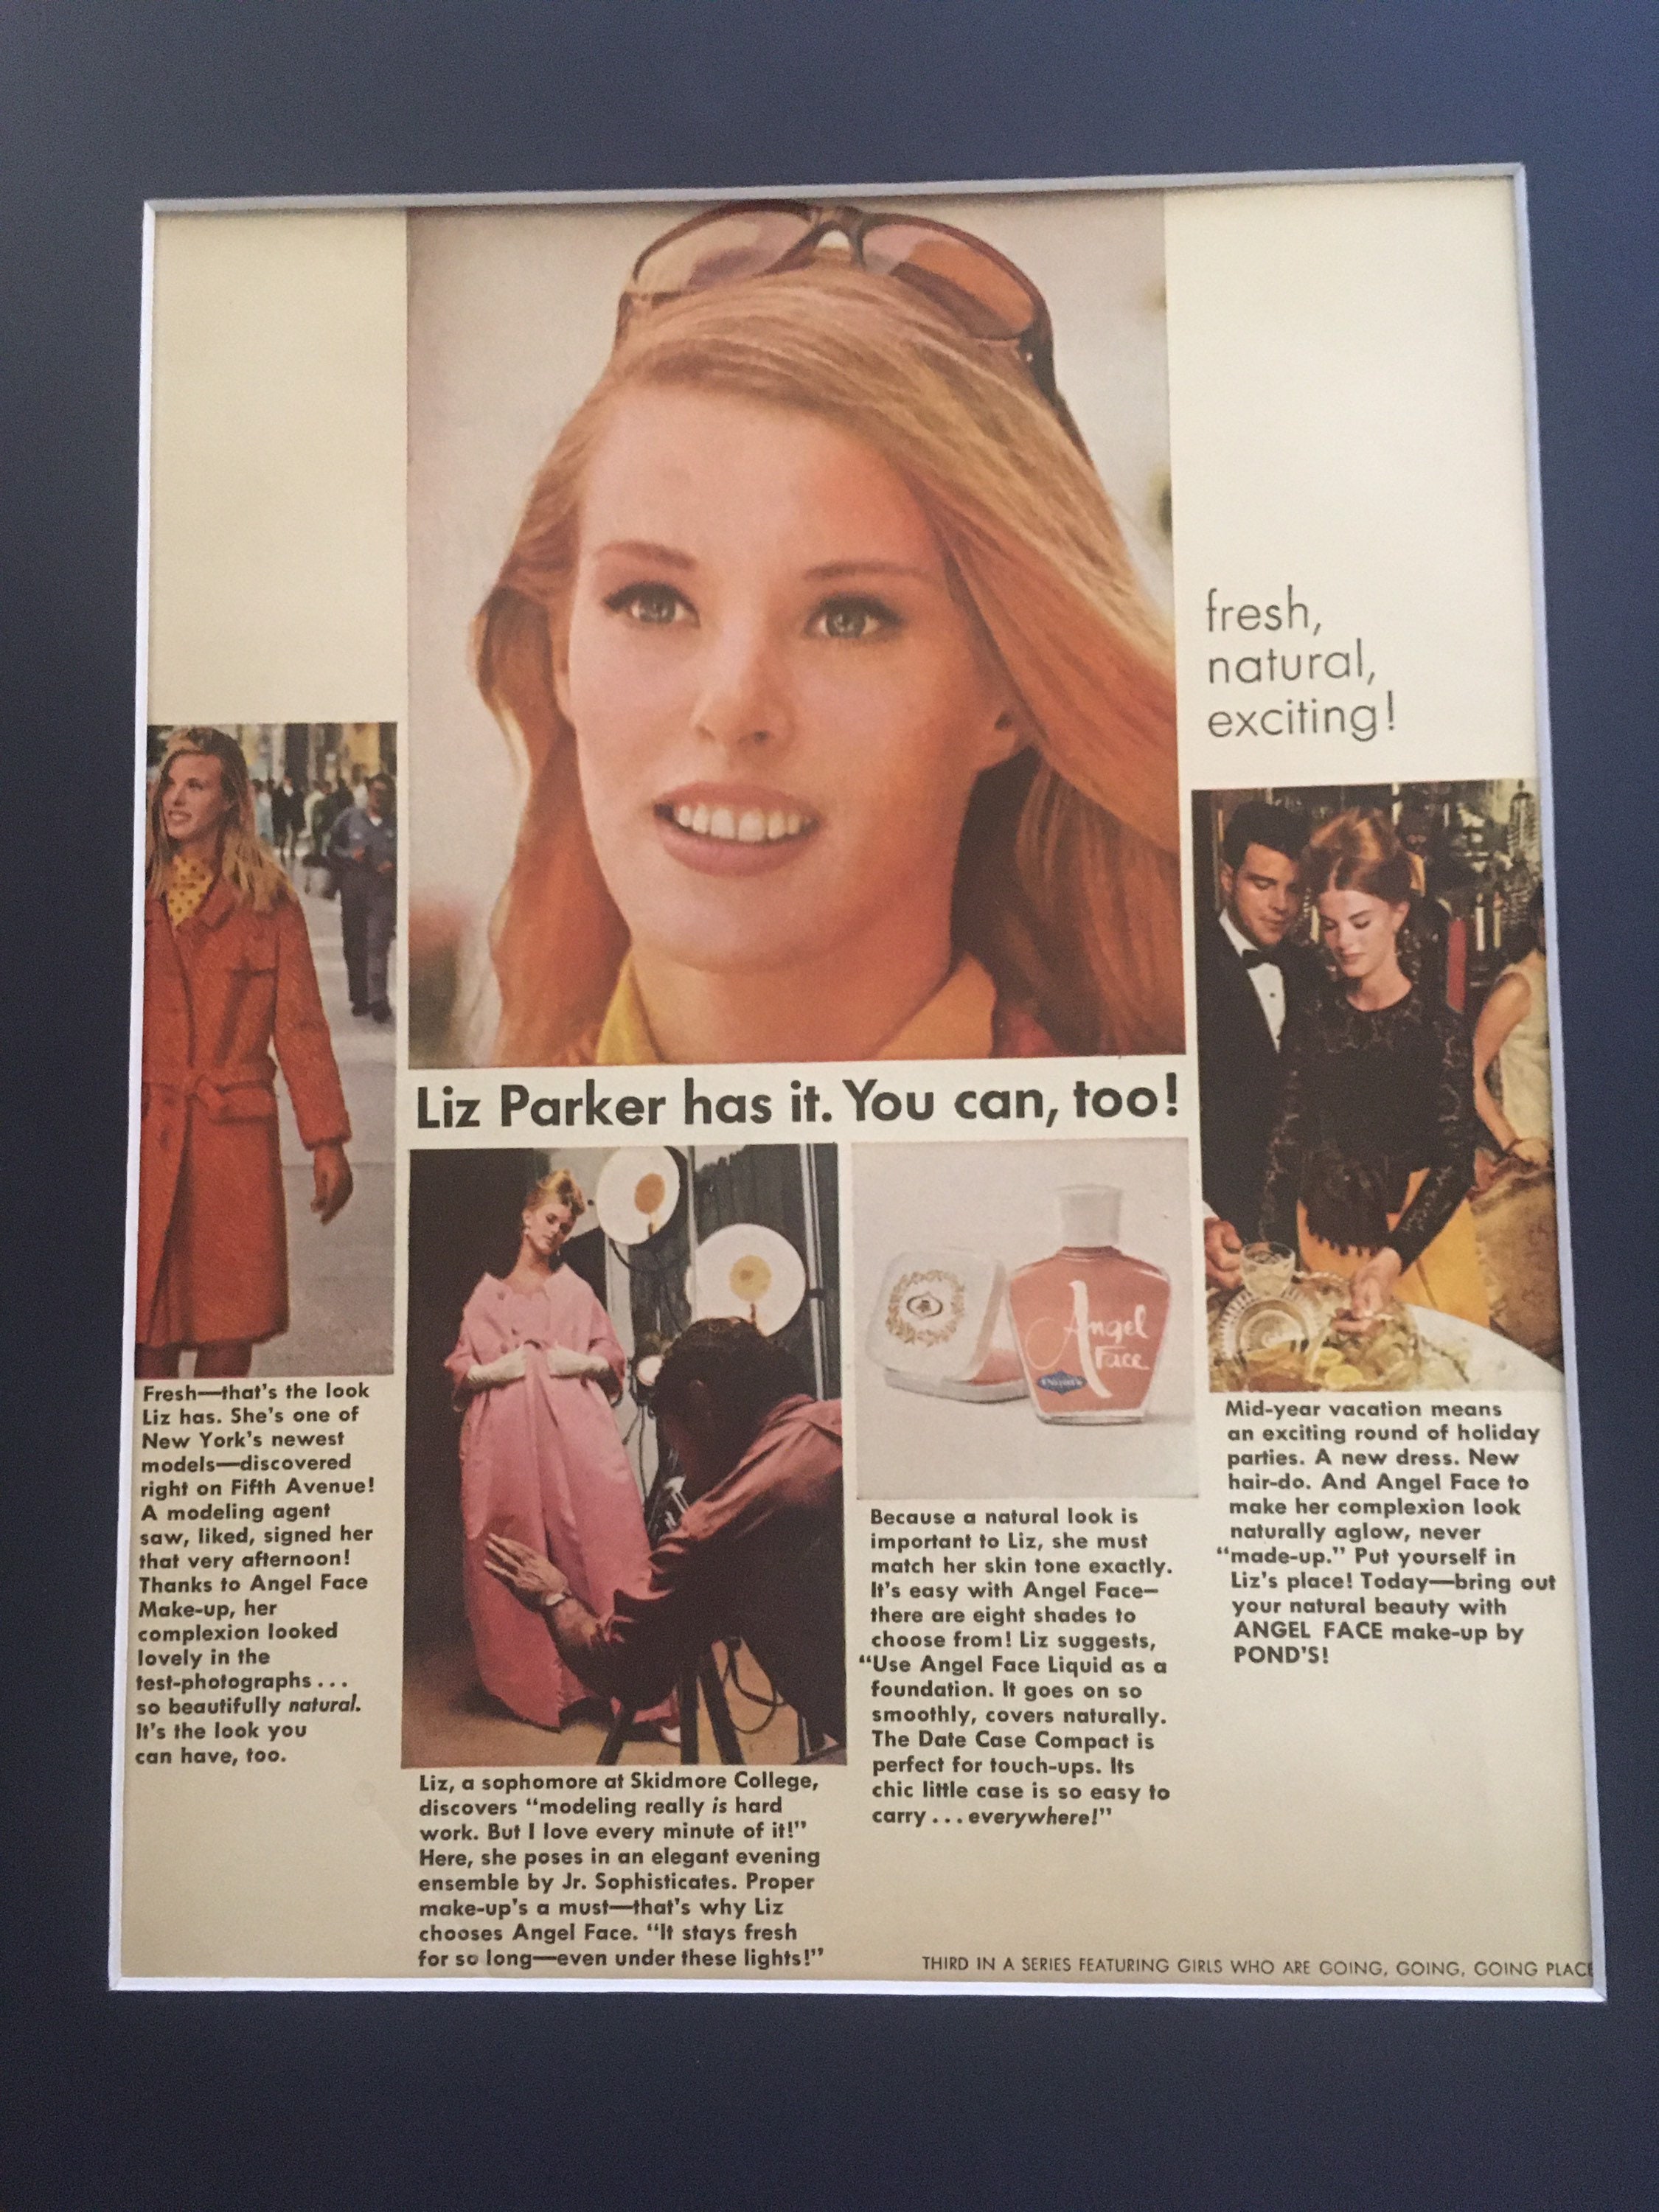 fresh,
natural,
exciting!
Liz Parker has it. You can, too!
Fresh—that's the look
Liz has. She's one of
New York's newest
models—discovered
right on Fifth Avenue!
A modeling agent
saw, liked, signed her
that very afternoon!
Thanks to Angel Face
Make-up, her
complexion looked
lovely in the
test-photographs...
so beautifully natural.
It's the look you
can have, too.
Liz, a sophomore at Skidmore College,
discovers “modeling really is hard
work. But I love every minute of it!”
Here, she poses in an elegant evening
ensemble by Jr. Sophisticates. Proper
make-up's a must—that's why Liz
chooses Angel Face. “It stays fresh
for so long—even under these lights!”
Angel
Face
POND'S
Because a natural look is
important to Liz, she must
match her skin tone exactly.
It's easy with Angel Face—
there are eight shades to
choose from! Liz suggests,
“Use Angel Face Liquid as a
foundation. It goes on so
smoothly, covers naturally.
The Date Case Compact is
perfect for touch-ups. Its
chic little case is so easy to
carry...everywhere!”
Mid-year vacation means
an exciting round of holiday
parties. A new dress. New
hair-do. And Angel Face to
make her complexion look
naturally aglow, never
“made-up.” Put yourself in
Liz's place! Today—bring out
your natural beauty with
ANGEL FACE make-up by
POND'S!
THIRD IN A SERIES FEATURING GIRLS WHO ARE GOING, GOING, GOING PLACE